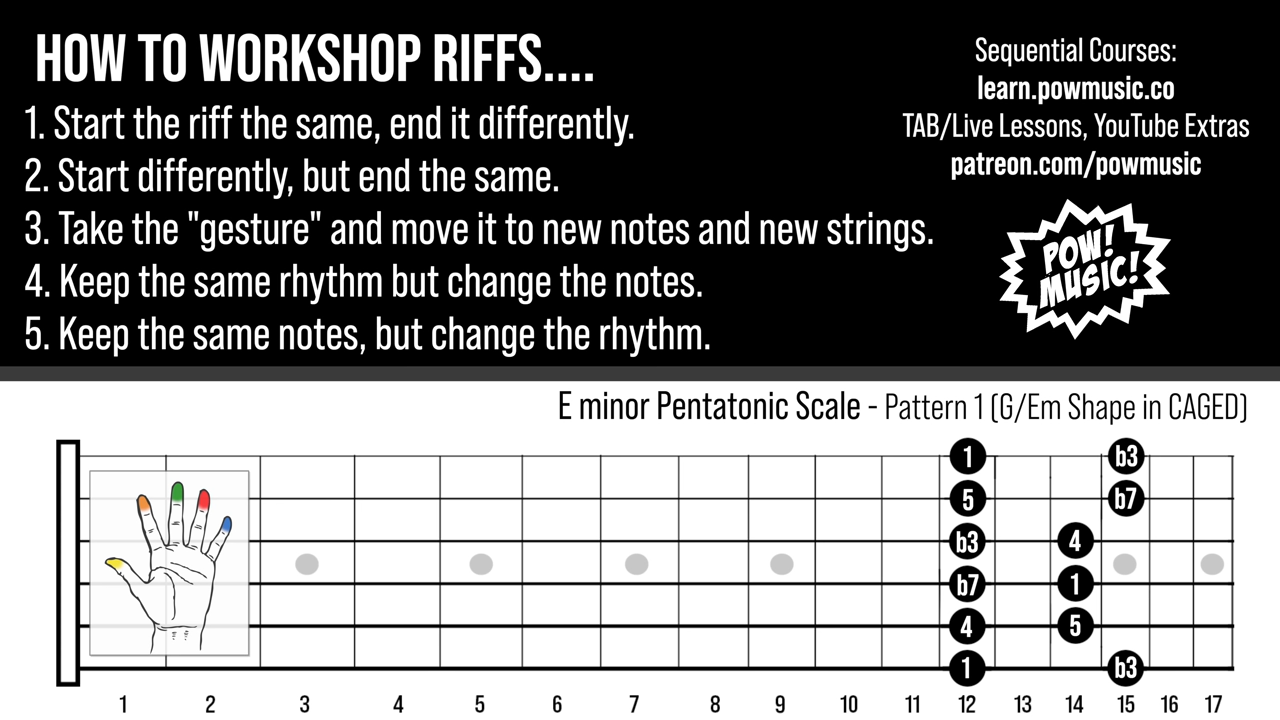 HOW TO WORKSHOP RIFFS....
1. Start the riff the same, end it differently.
2. Start differently, but end the same.
3. Take the "gesture" and move it to new notes and new strings.
4. Keep the same rhythm but change the notes.
5. Keep the same notes, but change the rhythm.
Sequential Courses:
learn.powmusic.co
TAB/Live Lessons, YouTube Extras
patreon.com/powmusic
POW!
MUSIC!
E minor Pentatonic Scale - Pattern 1 (G/Em Shape in CAGED)
1 b3
5 b7
b3 4
b7 1
4 5
1 b3
1 2 3 4 5 6 7 8 9 10 11 12 13 14 15 16 17